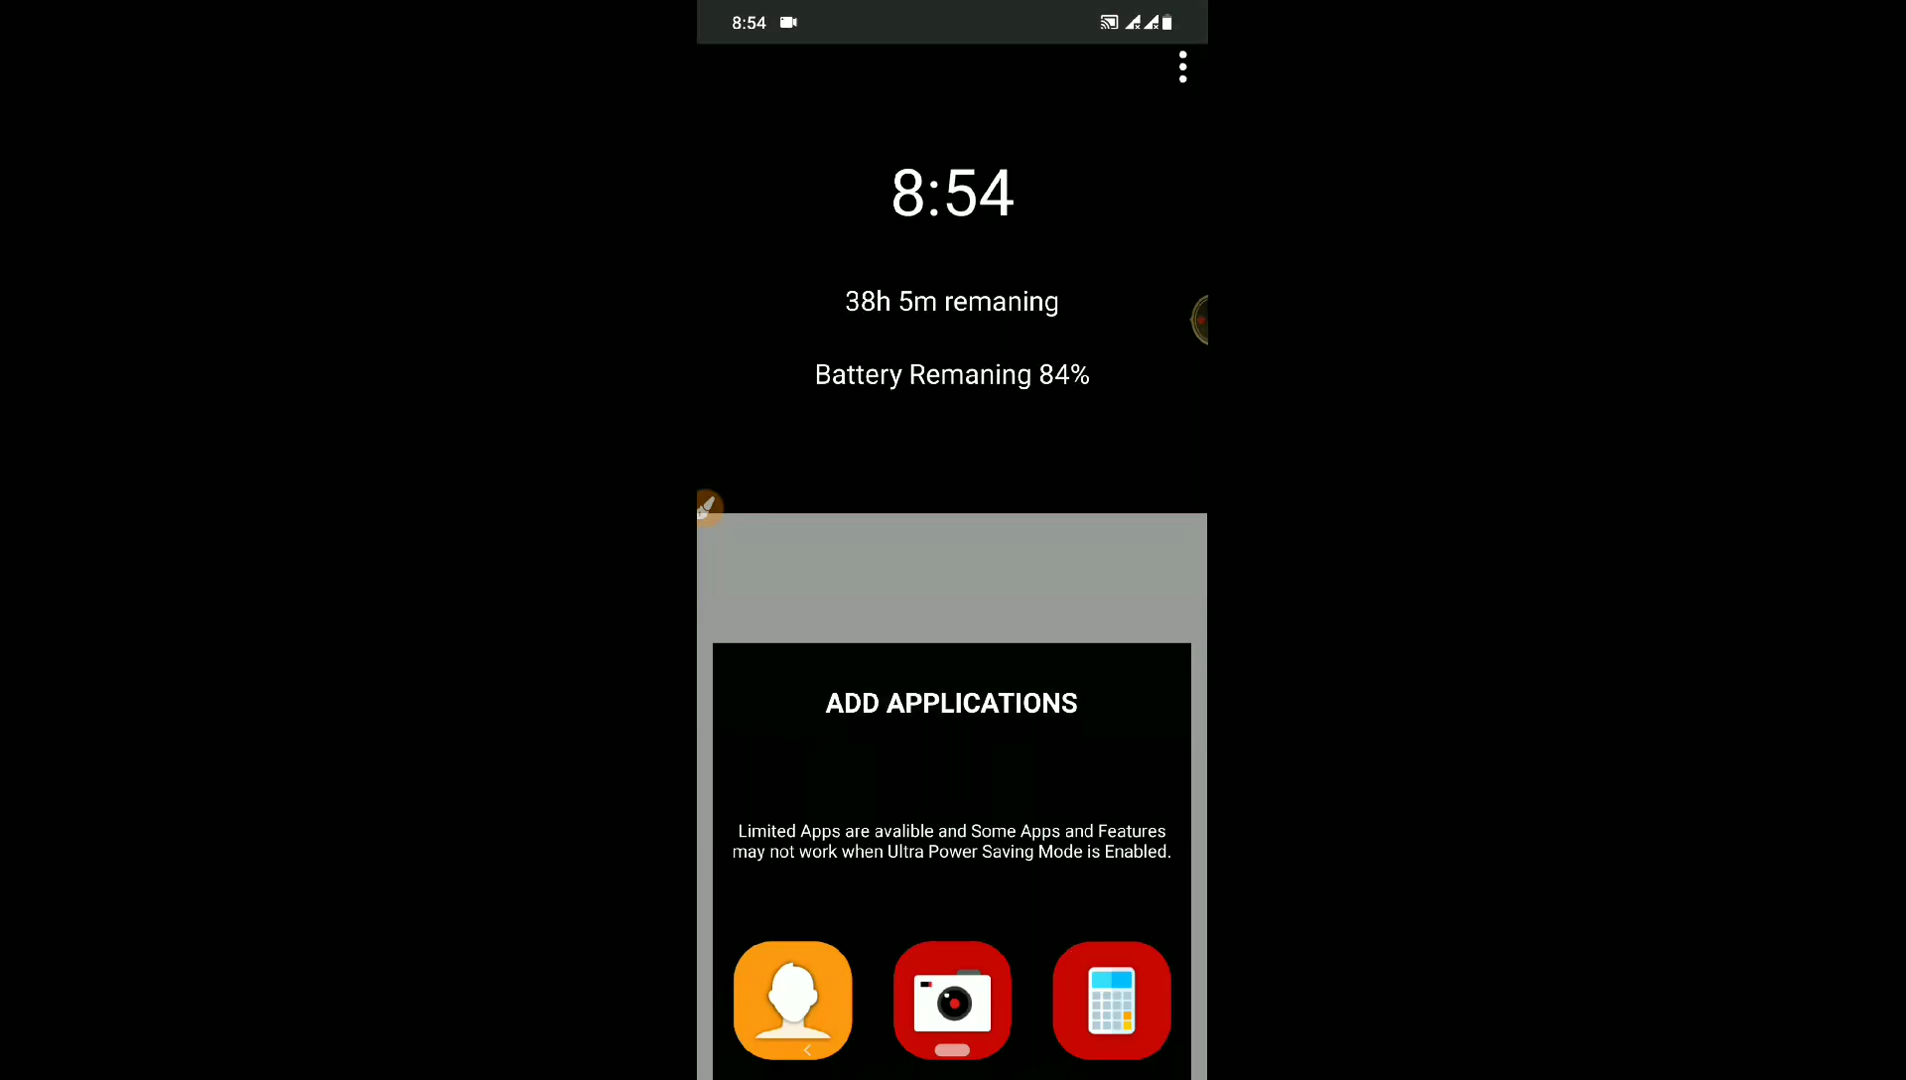 8:54
8:54
38h 5m remaning
Battery Remaning 84%
ADD APPLICATIONS
Limited Apps are avalible and Some Apps and Features
may not work when Ultra Power Saving Mode is Enabled.